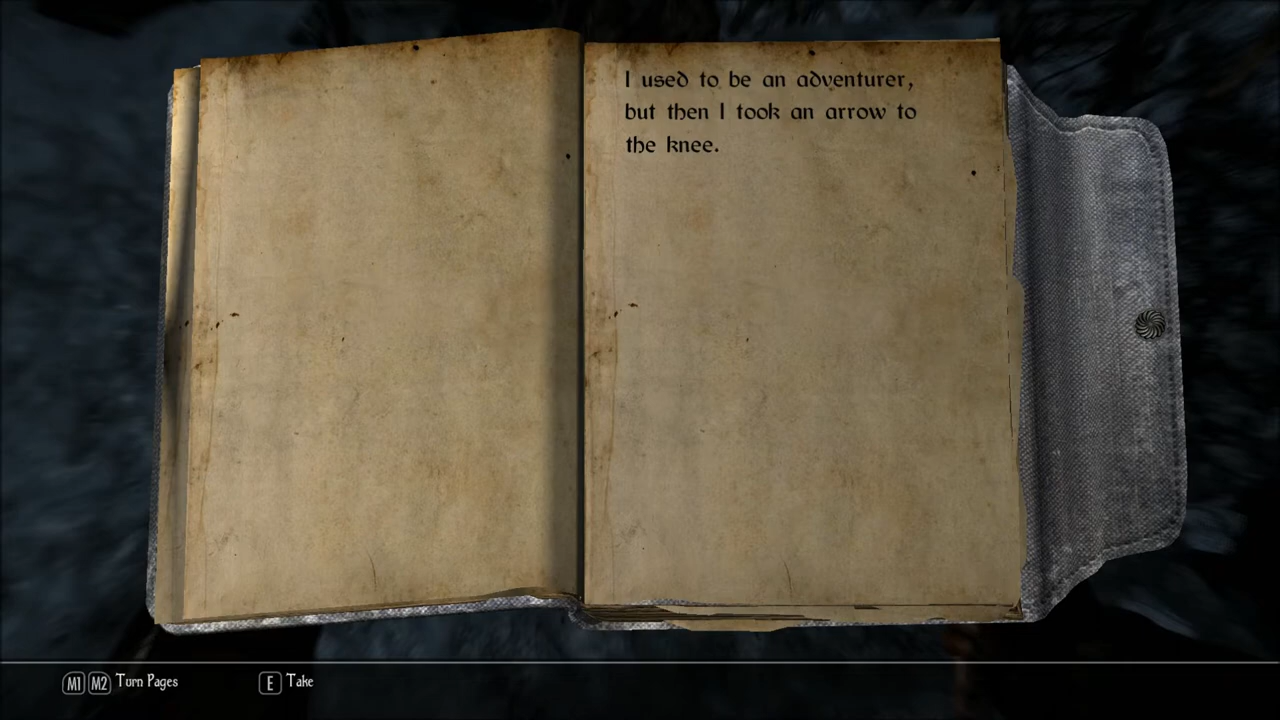 I used to be an adventurer,
but then I took an arrow to
the knee.
M1 M2 Turn Pages
E Take